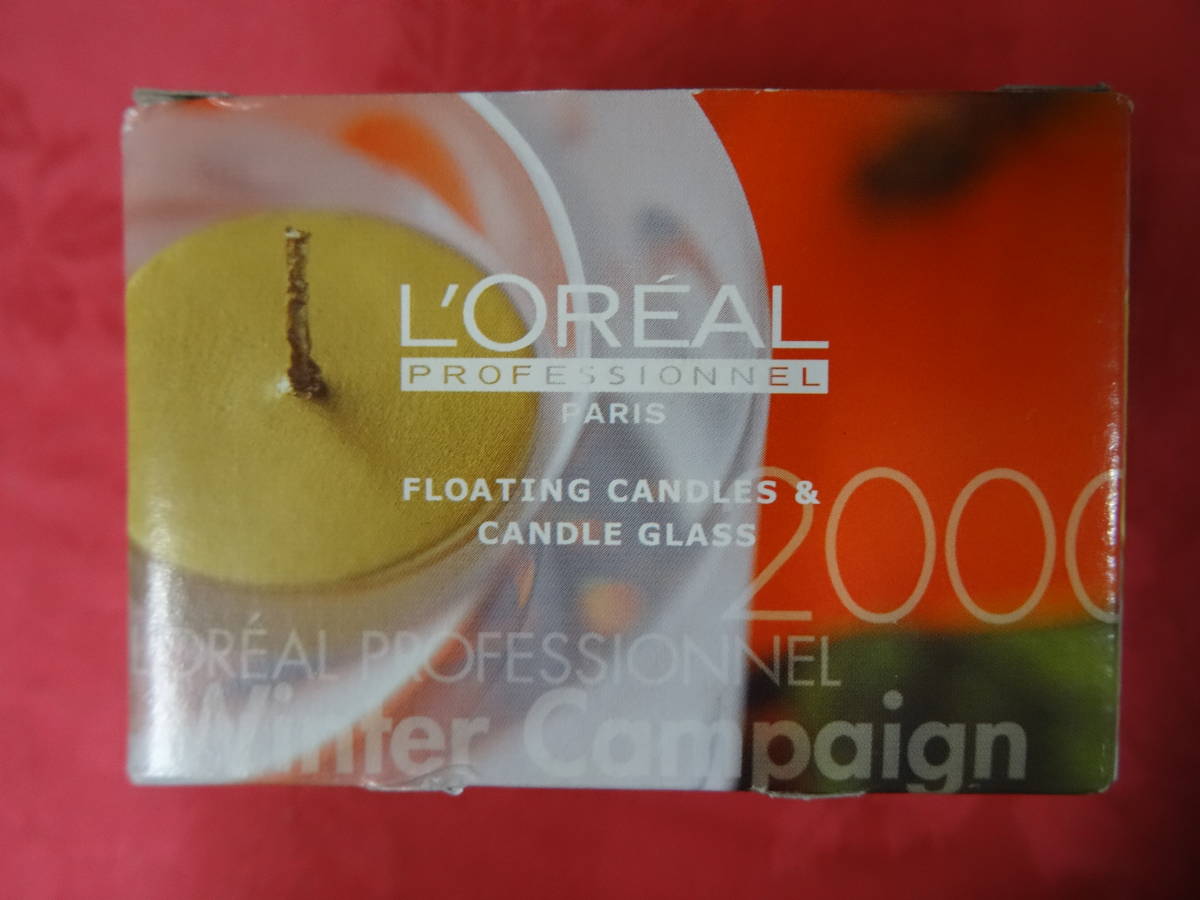 L'ORÉAL
PROFESSIONNEL
PARIS
FLOATING CANDLES &
CANDLE GLASS
2000
L'ORÉAL PROFESSIONNEL
Winter Campaign